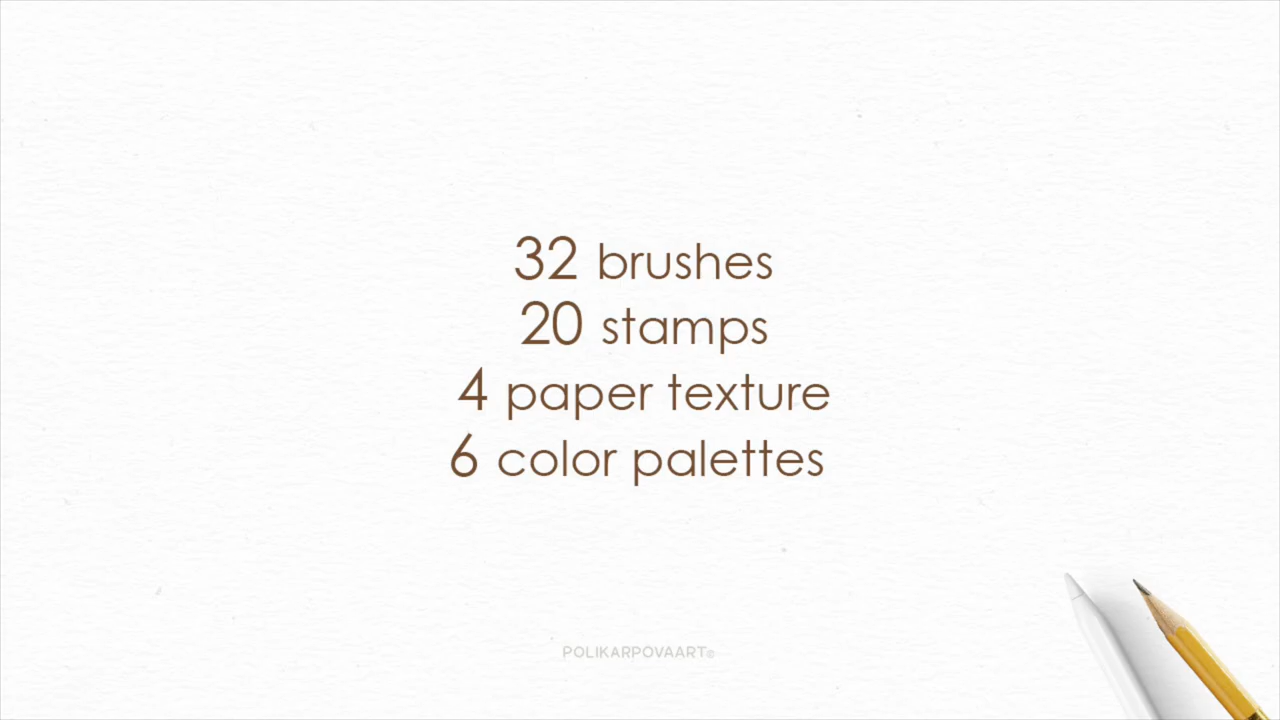 32 brushes
20 stamps
4 paper texture
6 color palettes
POLIKARPOVAART©